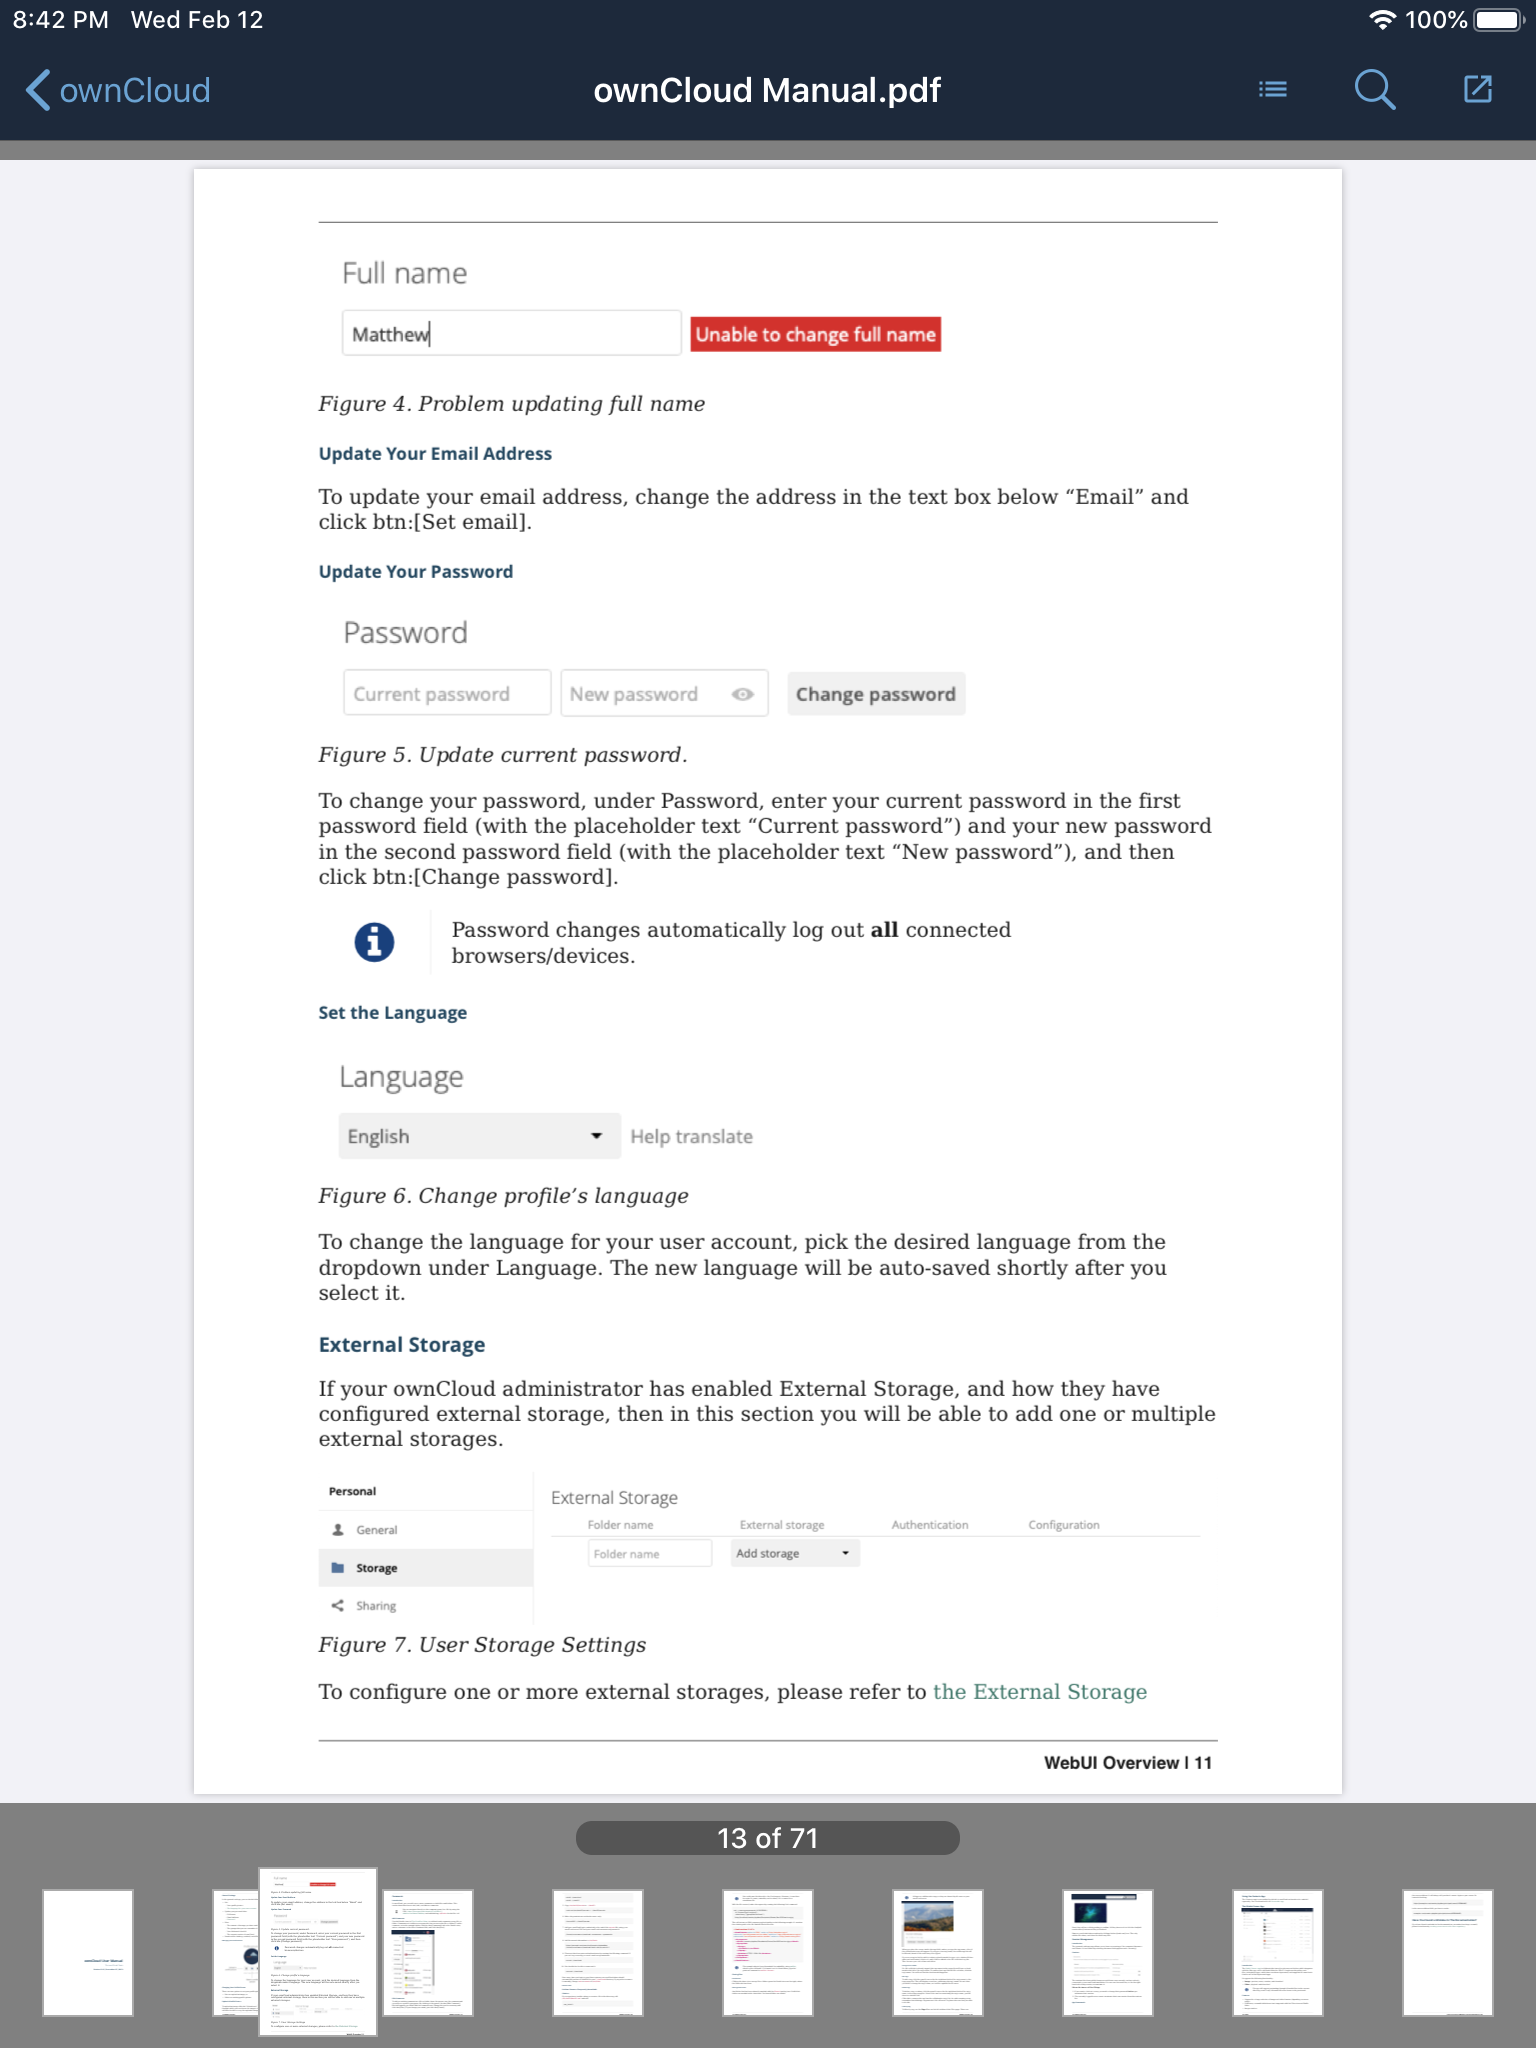 8:42 PM Wed Feb 12 100%
ownCloud ownCloud Manual.pdf
Full name
Matthew Unable to change full name
Figure 4. Problem updating full name
Update Your Email Address
To update your email address, change the address in the text box below “Email” and
click btn:[Set email].
Update Your Password
Password
Current password New password Change password
Figure 5. Update current password.
To change your password, under Password, enter your current password in the first
password field (with the placeholder text “Current password”) and your new password
in the second password field (with the placeholder text “New password”), and then
click btn:[Change password].
Password changes automatically log out all connected
browsers/devices.
Set the Language
Language
English Help translate
Figure 6. Change profile’s language
To change the language for your user account, pick the desired language from the
dropdown under Language. The new language will be auto-saved shortly after you
select it.
External Storage
If your ownCloud administrator has enabled External Storage, and how they have
configured external storage, then in this section you will be able to add one or multiple
external storages.
Personal
General
Storage
Sharing
External Storage
Folder name External storage Authentication Configuration
Folder name Add storage
Figure 7. User Storage Settings
To configure one or more external storages, please refer to the External Storage
WebUI Overview | 11
13 of 71
ownCloud User Manual